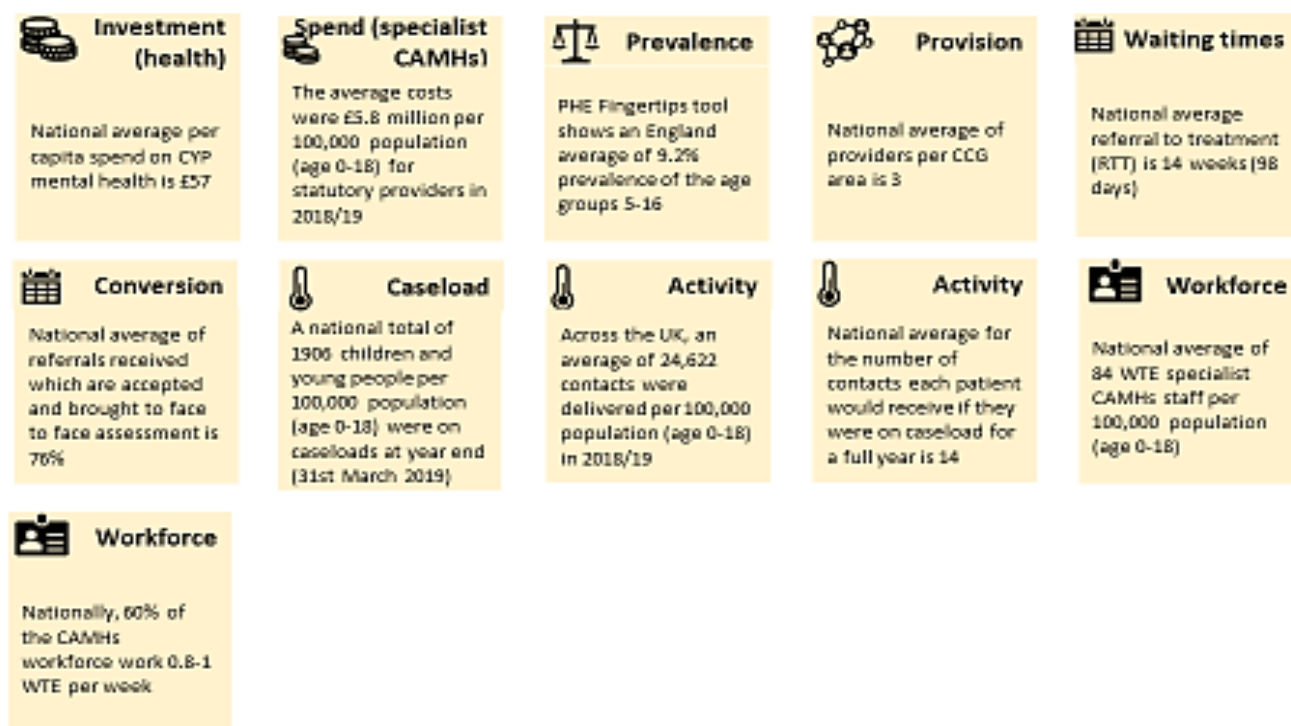 Investment
(health)
National average per
capita spend on CYP
mental health is £57
Spend (specialist
CAMHs)
The average costs
were £5.8 million per
100,000 population
(age 0-18) for
statutory providers in
2018/19
Prevalence
PHE Fingertips tool
shows an England
average of 9.2%
prevalence of the age
groups 5-16
Provision
National average of
providers per CCG
area is 3
Waiting times
National average
referral to treatment
(RTT) is 14 weeks (98
days)
Conversion
National average of
referrals received
which are accepted
and brought to face
to face assessment is
76%
Caseload
A national total of
1906 children and
young people per
100,000 population
(age 0-18) were on
caseloads at year end
(31st March 2019)
Activity
Across the UK, an
average of 24,622
contacts were
delivered per 100,000
population (age 0-18)
in 2018/19
Activity
National average for
the number of
contacts each patient
would receive if they
were on caseload for
a full year is 14
Workforce
National average of
84 WTE specialist
CAMHs staff per
100,000 population
(age 0-18)
Workforce
Nationally, 60% of
the CAMHs
workforce work 0.8-1
WTE per week